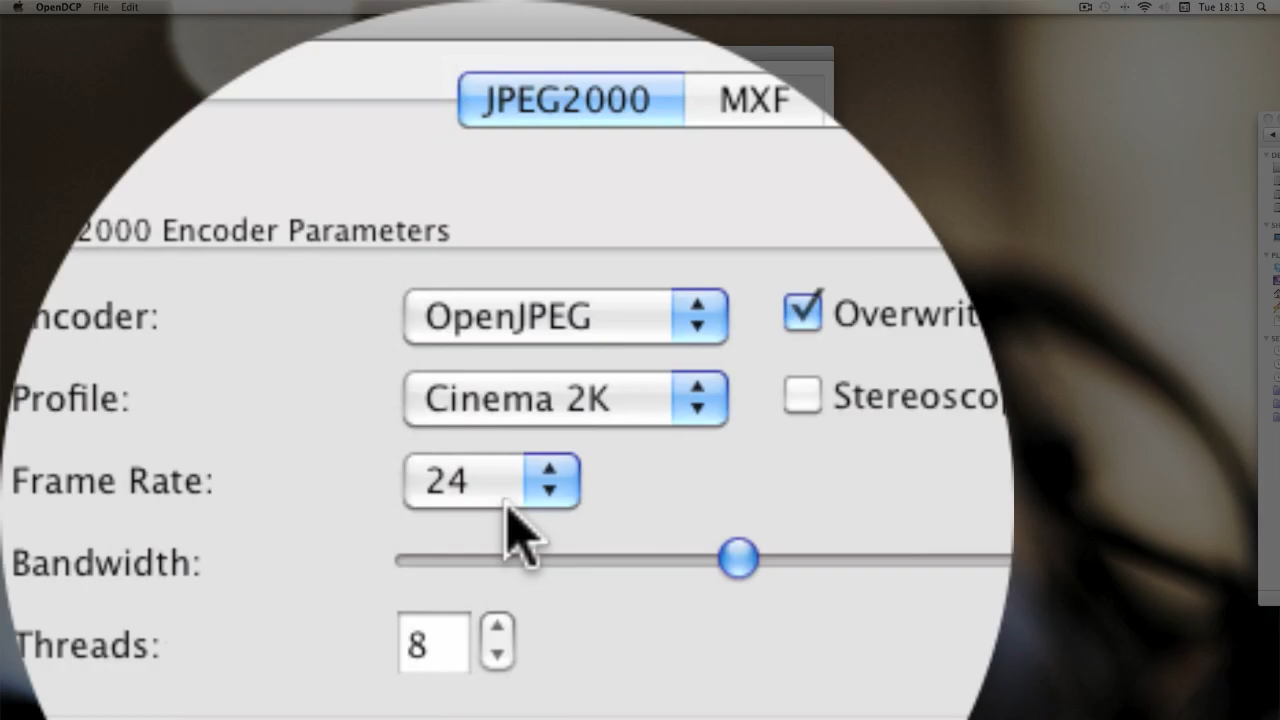 OpenDCP File Edit
Tue 18:13
JPEG2000 MXF
2000 Encoder Parameters
ncoder: OpenJPEG Overwrit
Profile: Cinema 2K Stereosco
Frame Rate: 24
Bandwidth:
Threads: 8